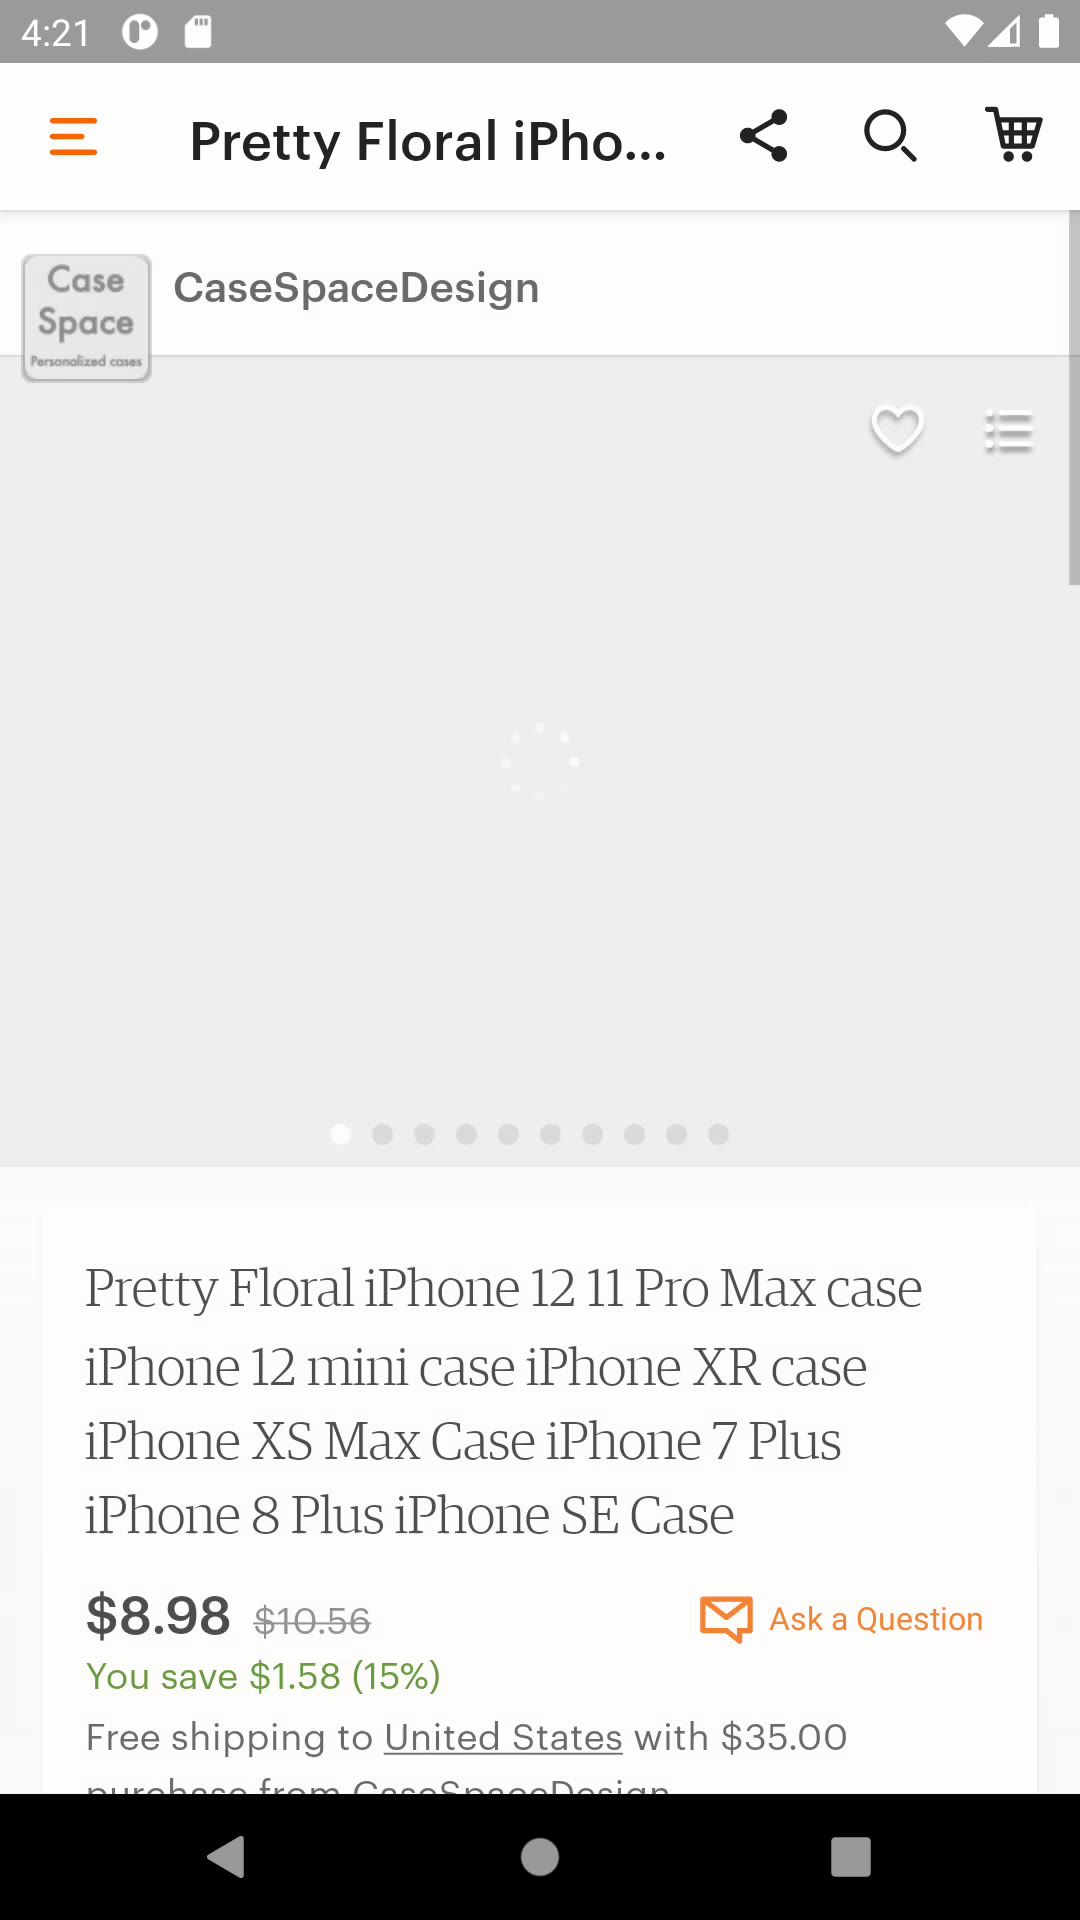 4:21
Pretty Floral iPho...
Case
Space
Personalized cases
CaseSpaceDesign
Pretty Floral iPhone 12 11 Pro Max case
iPhone 12 mini case iPhone XR case
iPhone XS Max Case iPhone 7 Plus
iPhone 8 Plus iPhone SE Case
$8.98 $10.56
Ask a Question
You save $1.58 (15%)
Free shipping to United States with $35.00
purchase from CaseSpaceDesign